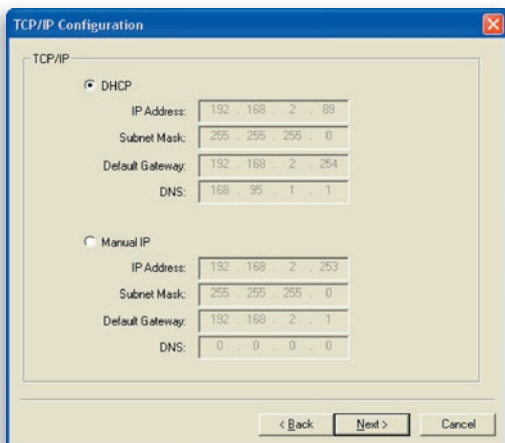 TCP/IP Configuration
TCP/IP
DHCP
IP Address: 192 . 168 . 2 . 89
Subnet Mask: 255 . 255 . 255 . 0
Default Gateway: 192 . 168 . 2 . 254
DNS: 168 . 95 . 1 . 1
Manual IP
IP Address: 192 . 168 . 2 . 253
Subnet Mask: 255 . 255 . 255 . 0
Default Gateway: 192 . 168 . 2 . 1
DNS: 0 . 0 . 0 . 0
< Back Next > Cancel